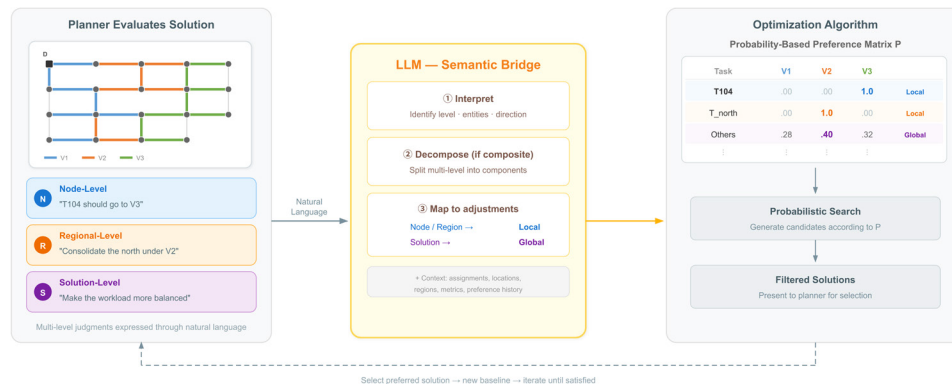 Planner Evaluates Solution
D
V1 V2 V3
N
Node-Level
"T104 should go to V3"
R
Regional-Level
"Consolidate the north under V2"
S
Solution-Level
"Make the workload more balanced"
Multi-level judgments expressed through natural language
Natural
Language
LLM — Semantic Bridge
① Interpret
Identify level · entities · direction
② Decompose (if composite)
Split multi-level into components
③ Map to adjustments
Node / Region → Local
Solution → Global
+ Context: assignments, locations,
regions, metrics, preference history
Optimization Algorithm
Probability-Based Preference Matrix P
Task V1 V2 V3
T104 .00 .00 1.0 Local
T_north .00 1.0 .00 Local
Others .28 .40 .32 Global
⋮ ⋮ ⋮ ⋮
Probabilistic Search
Generate candidates according to P
Filtered Solutions
Present to planner for selection
Select preferred solution → new baseline → iterate until satisfied